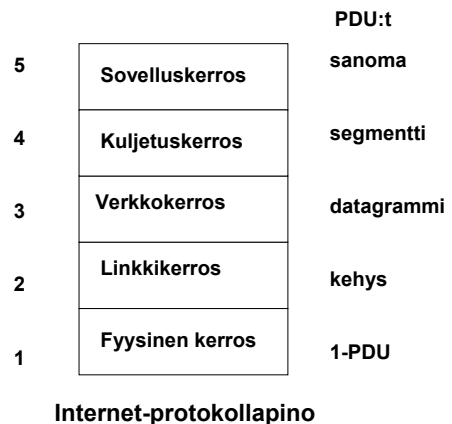 PDU:t
5 Sovelluskerros sanoma
4 Kuljetuskerros segmentti
3 Verkkokerros datagrammi
2 Linkkikerros kehys
1 Fyysinen kerros 1-PDU
Internet-protokollapino